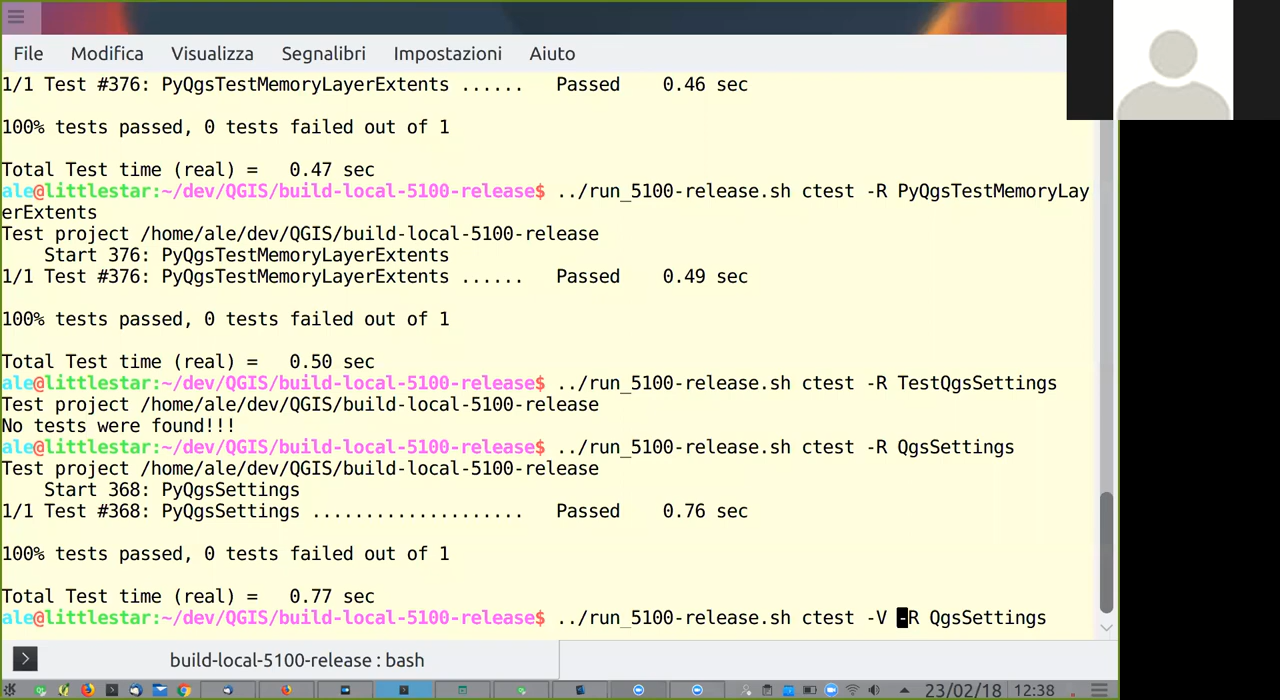 File Modifica Visualizza Segnalibri Impostazioni Aiuto
1/1 Test #376: PyQgsTestMemoryLayerExtents ......   Passed    0.46 sec
100% tests passed, 0 tests failed out of 1
Total Test time (real) =   0.47 sec
ale@littlestar:~/dev/QGIS/build-local-5100-release$ ../run_5100-release.sh ctest -R PyQgsTestMemoryLay
erExtents
Test project /home/ale/dev/QGIS/build-local-5100-release
    Start 376: PyQgsTestMemoryLayerExtents
1/1 Test #376: PyQgsTestMemoryLayerExtents ......   Passed    0.49 sec
100% tests passed, 0 tests failed out of 1
Total Test time (real) =   0.50 sec
ale@littlestar:~/dev/QGIS/build-local-5100-release$ ../run_5100-release.sh ctest -R TestQgsSettings
Test project /home/ale/dev/QGIS/build-local-5100-release
No tests were found!!!
ale@littlestar:~/dev/QGIS/build-local-5100-release$ ../run_5100-release.sh ctest -R QgsSettings
Test project /home/ale/dev/QGIS/build-local-5100-release
    Start 368: PyQgsSettings
1/1 Test #368: PyQgsSettings ....................   Passed    0.76 sec
100% tests passed, 0 tests failed out of 1
Total Test time (real) =   0.77 sec
ale@littlestar:~/dev/QGIS/build-local-5100-release$ ../run_5100-release.sh ctest -V -R QgsSettings
build-local-5100-release : bash
23/02/18 12:38